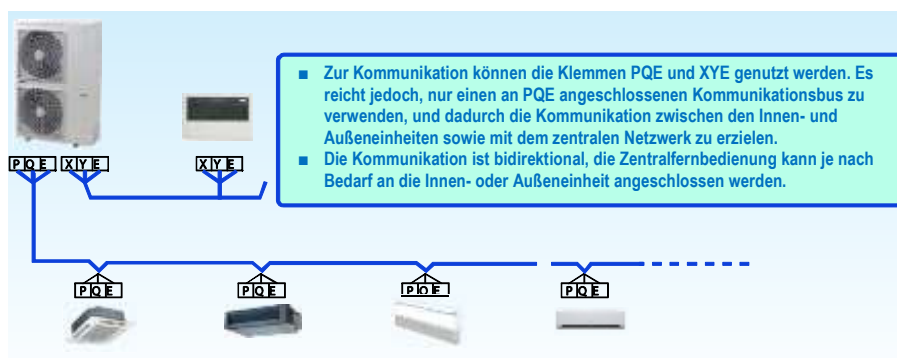 ■ Zur Kommunikation können die Klemmen PQE und XYE genutzt werden. Es
reicht jedoch, nur einen an PQE angeschlossenen Kommunikationsbus zu
verwenden, und dadurch die Kommunikation zwischen den Innen- und
Außeneinheiten sowie mit dem zentralen Netzwerk zu erzielen.
■ Die Kommunikation ist bidirektional, die Zentralfernbedienung kann je nach
Bedarf an die Innen- oder Außeneinheit angeschlossen werden.
P Q E X Y E X Y E
P Q E P Q E P Q E P Q E